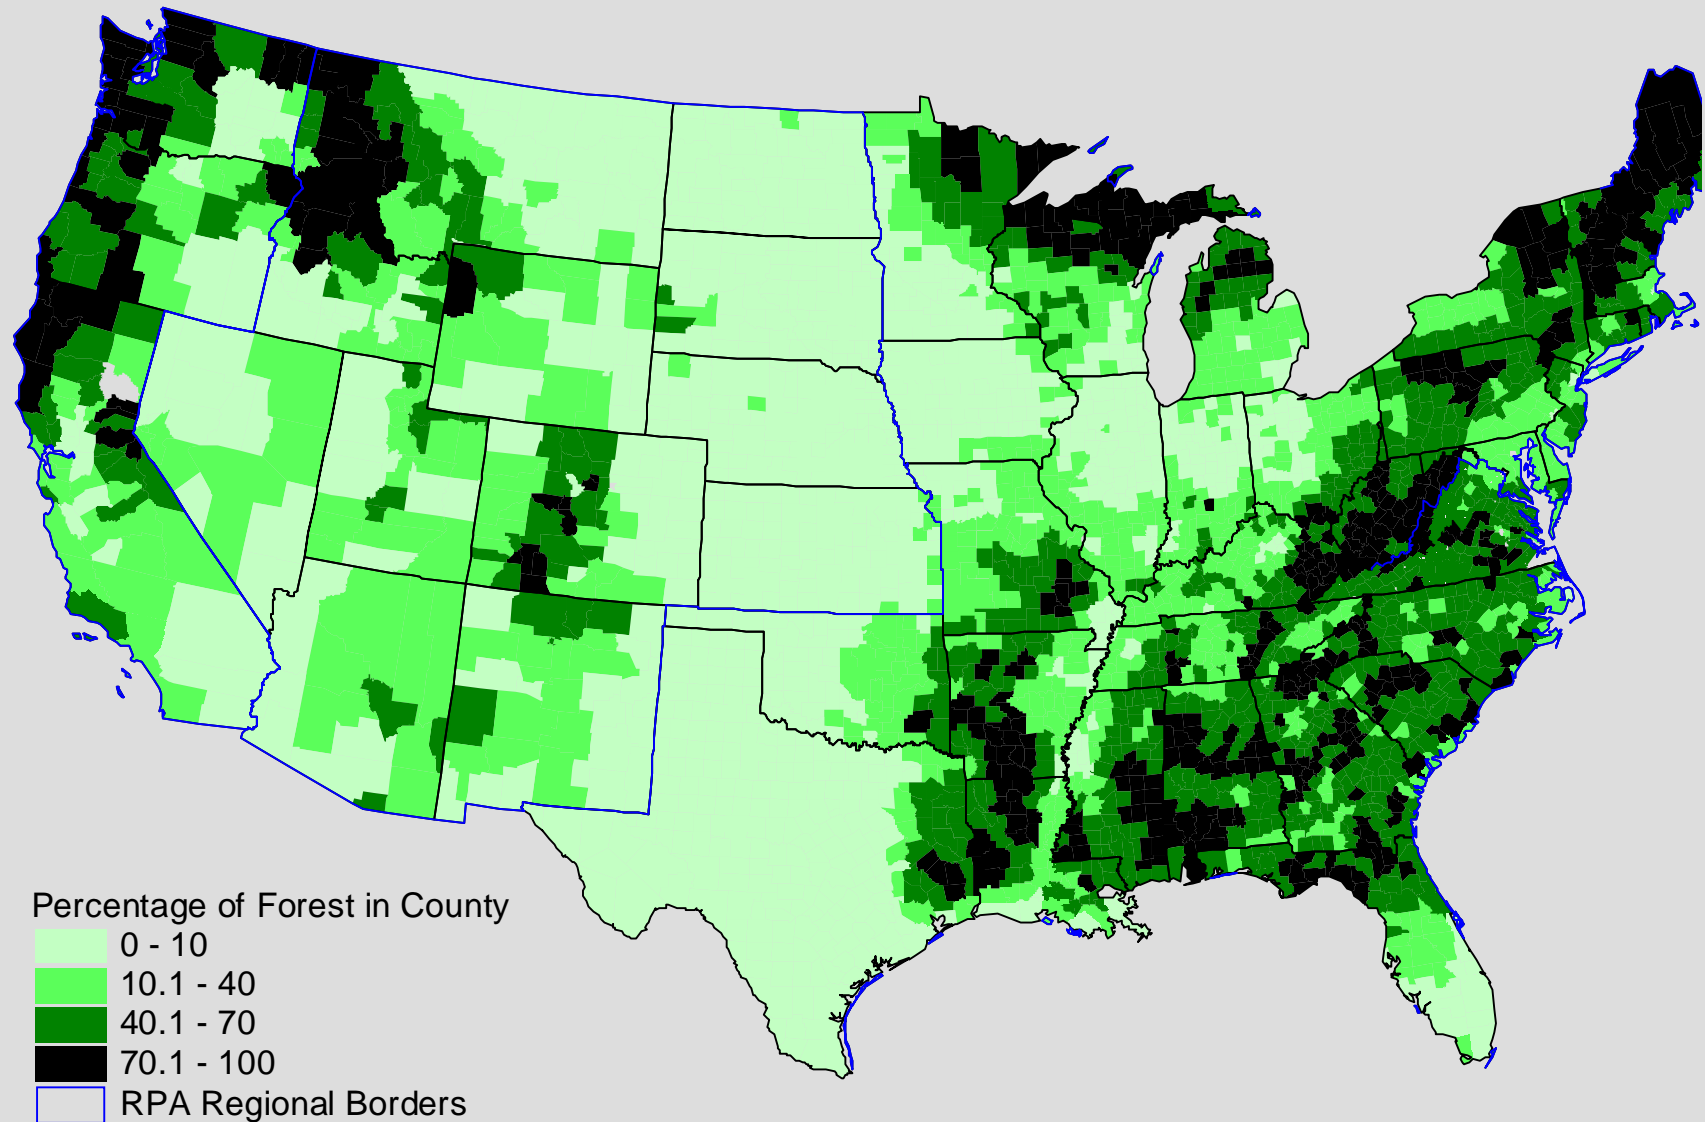 Percentage of Forest in County
0 - 10
10.1 - 40
40.1 - 70
70.1 - 100
RPA Regional Borders